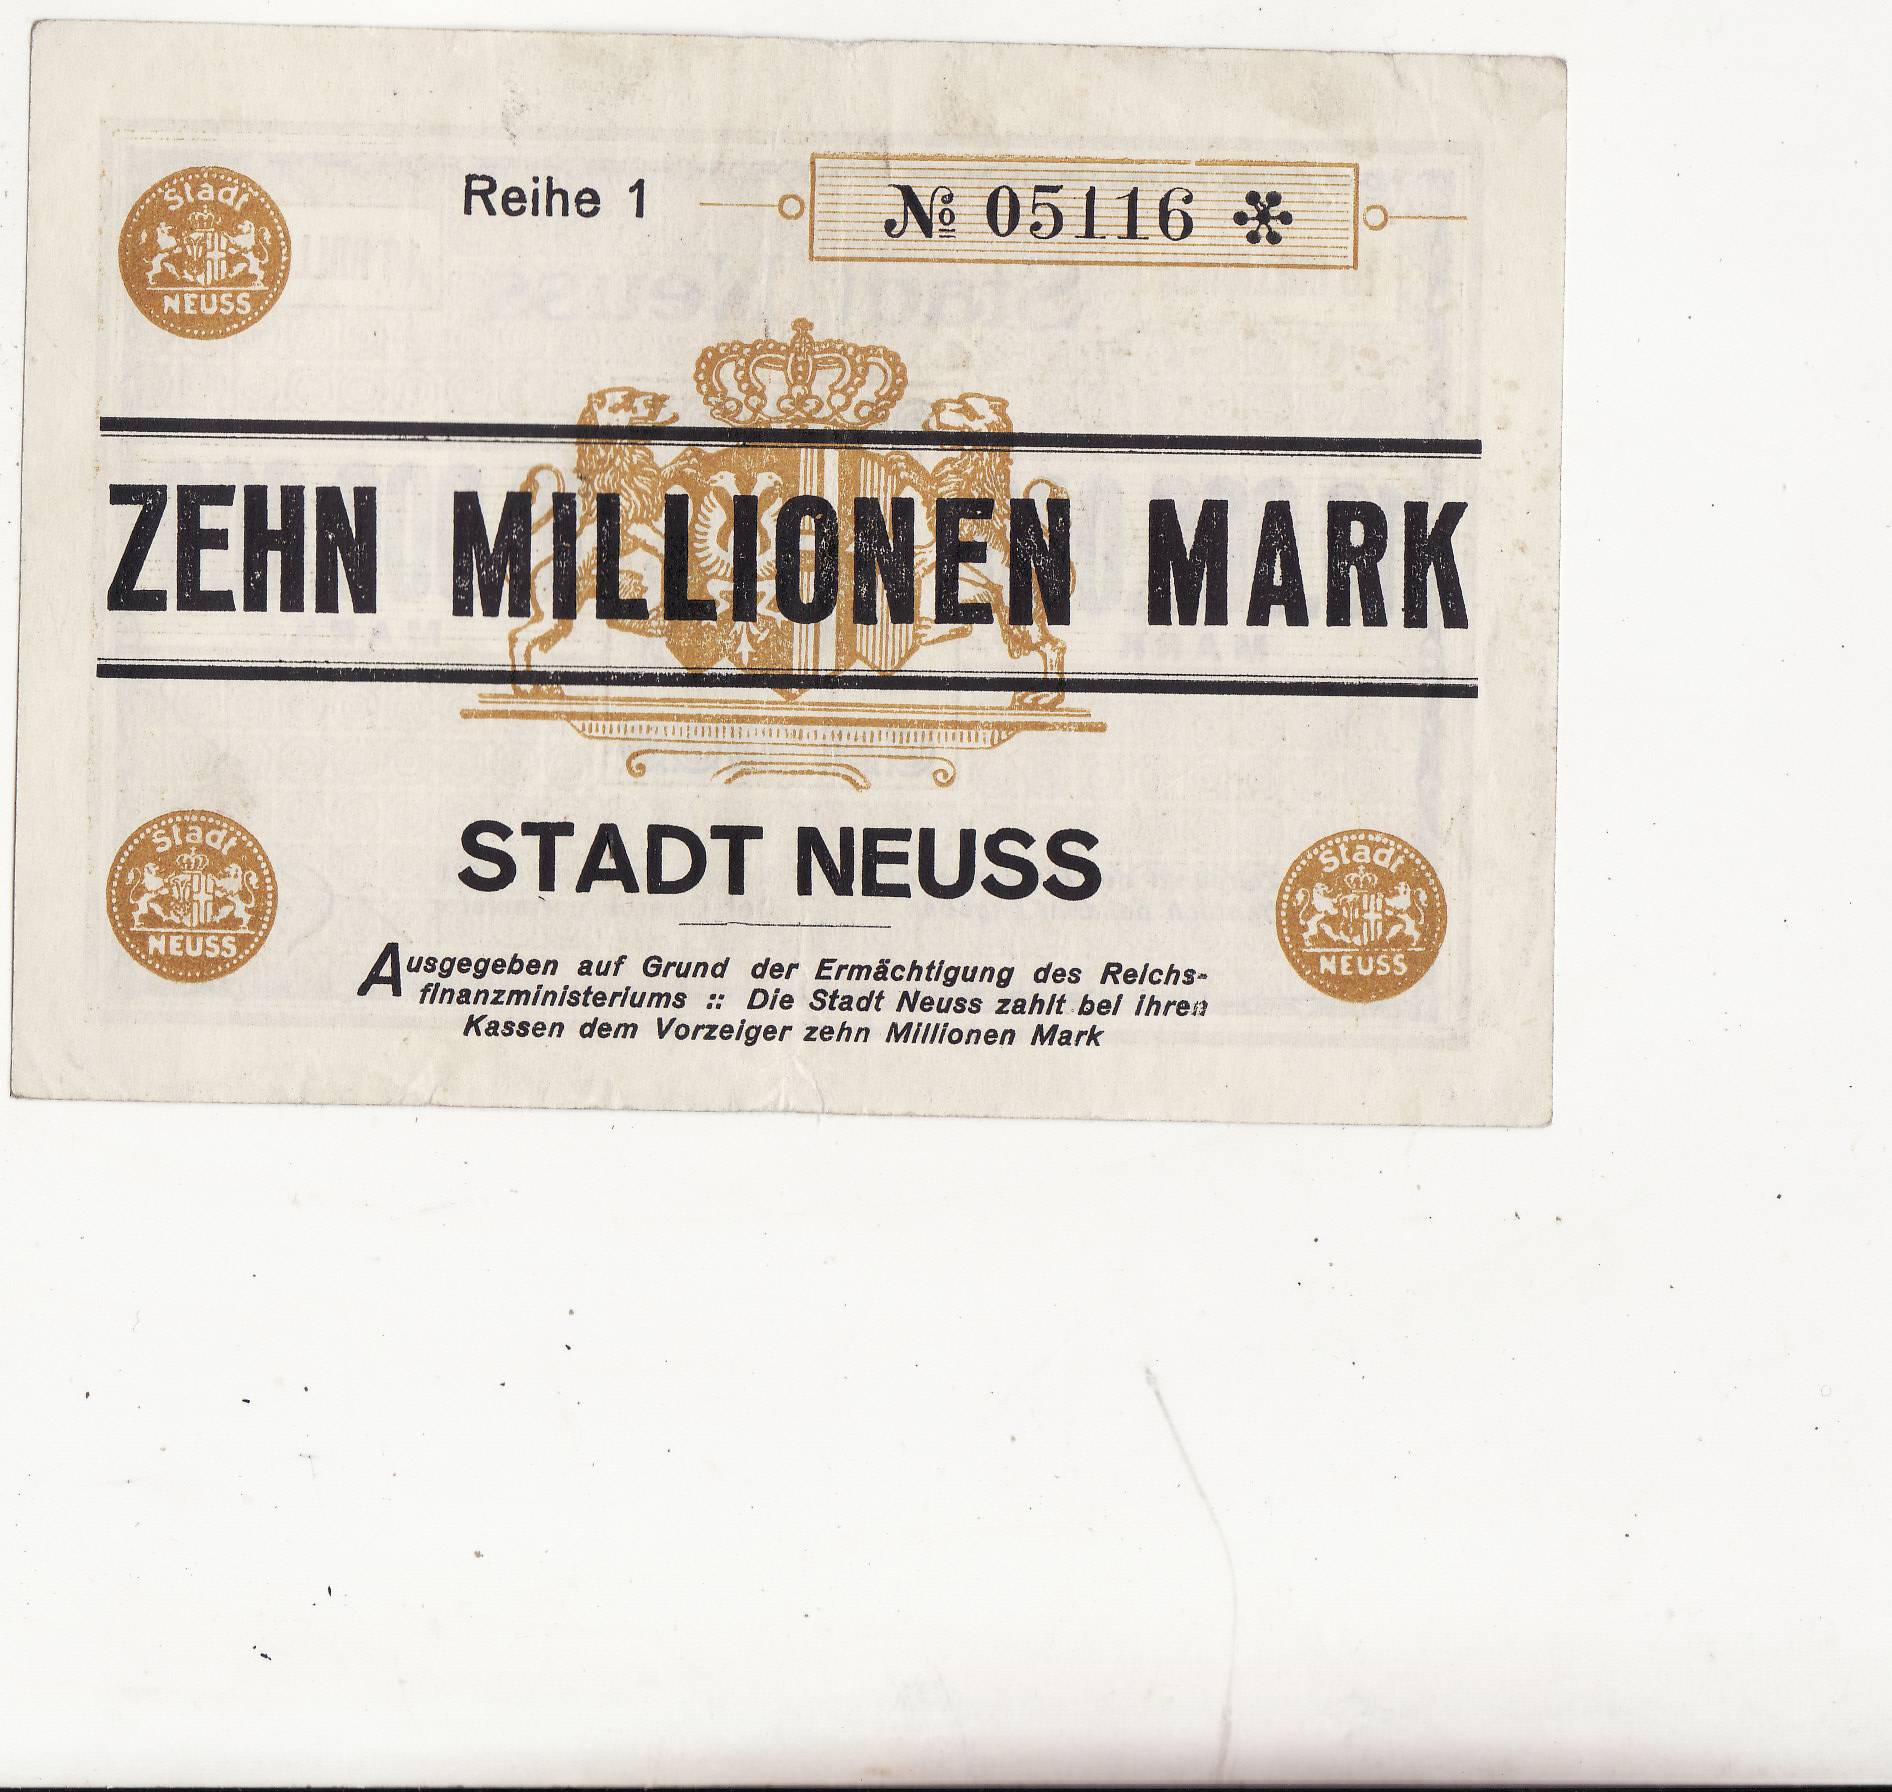 Stadt
NEUSS
Reihe 1
№ 05116 *
ZEHN MILLIONEN MARK
STADT NEUSS
Stadt
NEUSS
Stadt
NEUSS
Ausgegeben auf Grund der Ermächtigung des Reichs-
finanzministeriums :: Die Stadt Neuss zahlt bei ihren
Kassen dem Vorzeiger zehn Millionen Mark